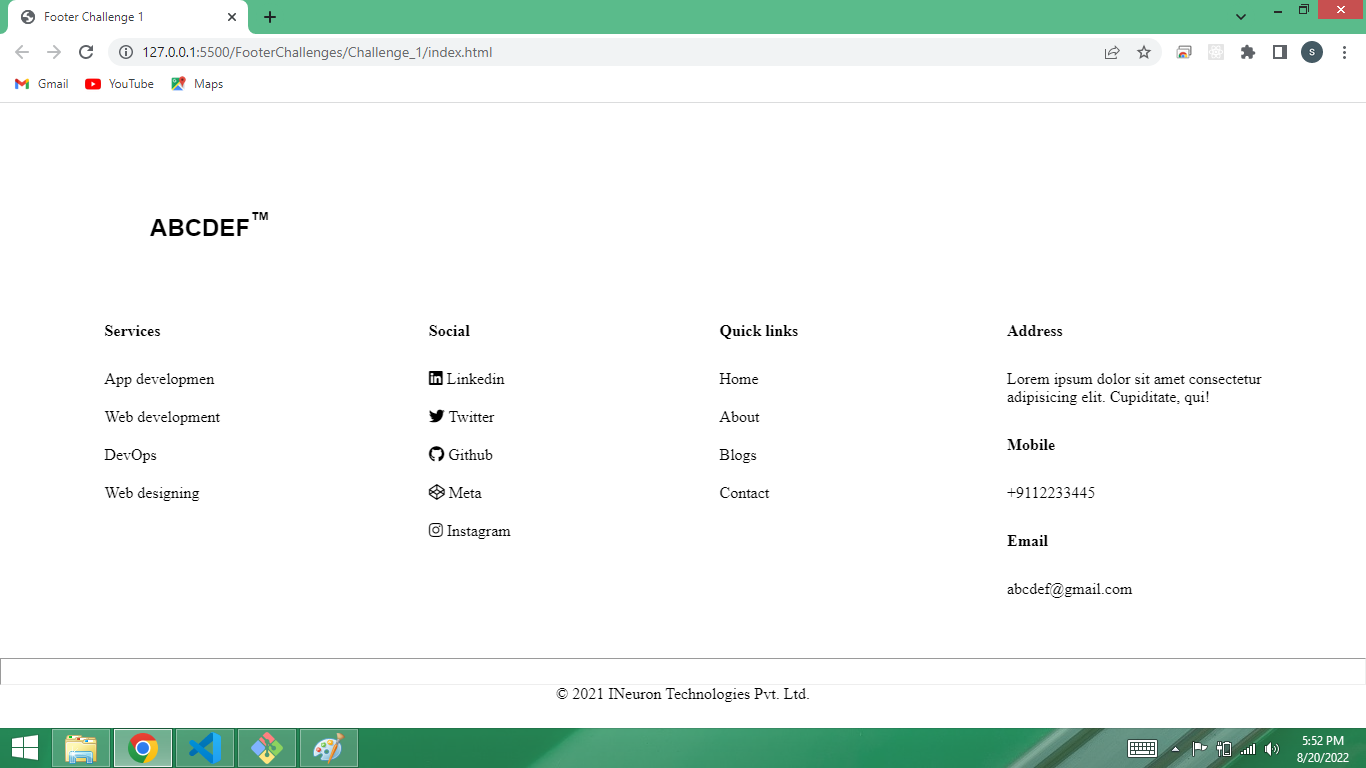 Footer Challenge 1
127.0.0.1:5500/FooterChallenges/Challenge_1/index.html
S
Gmail YouTube Maps
ABCDEF™
Services
App developmen
Web development
DevOps
Web designing
Social
Linkedin
Twitter
Github
Meta
Instagram
Quick links
Home
About
Blogs
Contact
Address
Lorem ipsum dolor sit amet consectetur
adipisicing elit. Cupiditate, qui!
Mobile
+9112233445
Email
abcdef@gmail.com
© 2021 INeuron Technologies Pvt. Ltd.
5:52 PM
8/20/2022